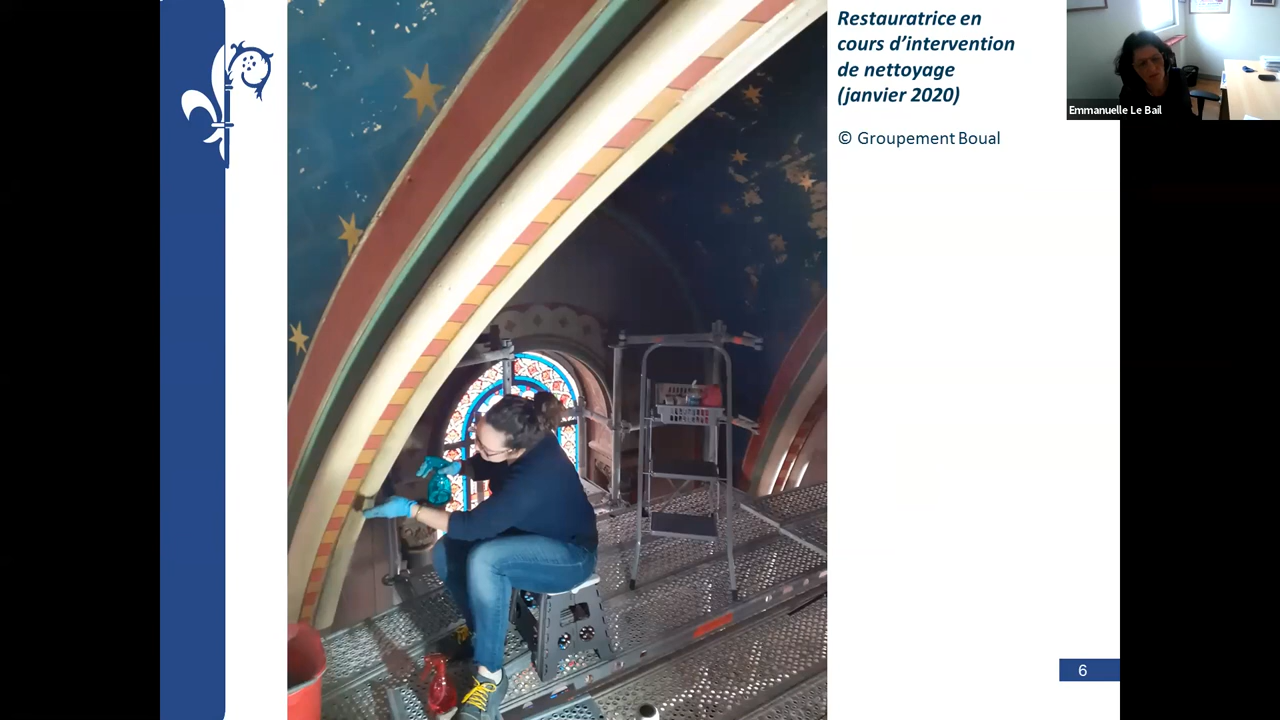 Restauratrice en
cours d’intervention
de nettoyage
(janvier 2020)
© Groupement Boual
Emmanuelle Le Bail
6